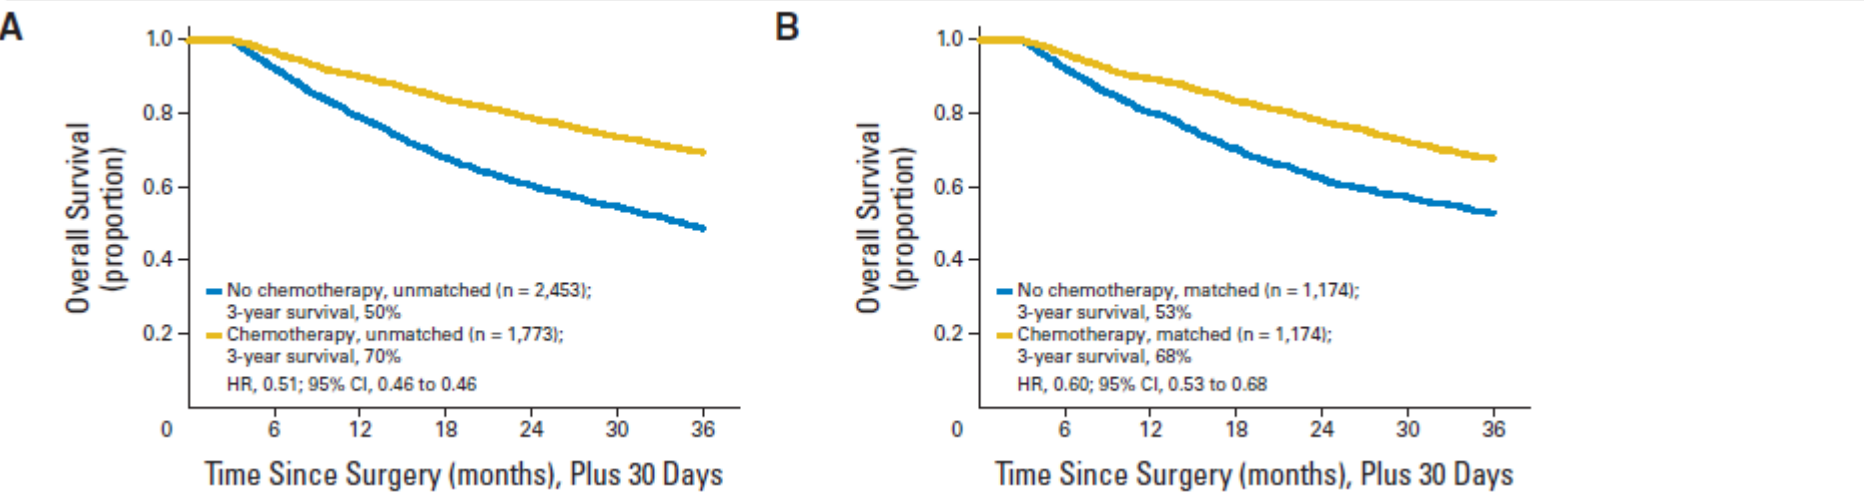 A
1.0
0.8
0.6
0.4
0.2
Overall Survival
(proportion)
No chemotherapy, unmatched (n = 2,453);
3-year survival, 50%
Chemotherapy, unmatched (n = 1,773);
3-year survival, 70%
HR, 0.51; 95% CI, 0.46 to 0.46
0 6 12 18 24 30 36
Time Since Surgery (months), Plus 30 Days
B
1.0
0.8
0.6
0.4
0.2
Overall Survival
(proportion)
No chemotherapy, matched (n = 1,174);
3-year survival, 53%
Chemotherapy, matched (n = 1,174);
3-year survival, 68%
HR, 0.60; 95% CI, 0.53 to 0.68
0 6 12 18 24 30 36
Time Since Surgery (months), Plus 30 Days